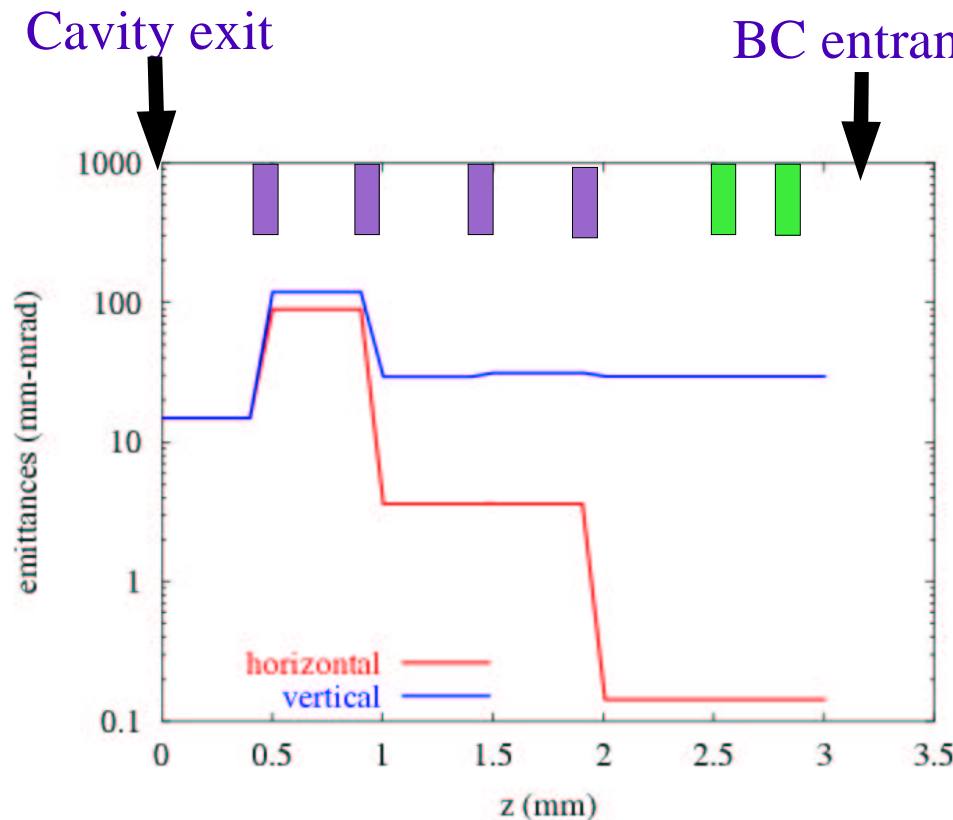 Cavity exit
BC entran
1000
100
10
1
0.1
emittances (mm-mrad)
horizontal
vertical
0 0.5 1 1.5 2 2.5 3 3.5
z (mm)